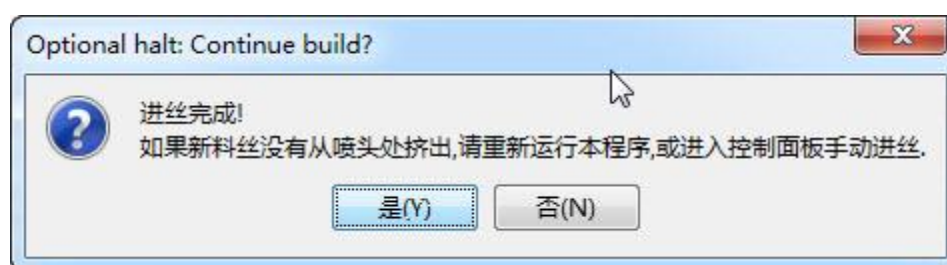 Optional halt: Continue build?
进丝完成!
如果新料丝没有从喷头处挤出,请重新运行本程序,或进入控制面板手动进丝.
是(Y)
否(N)